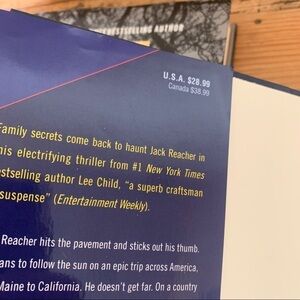 BESTSELLING AUTHOR
U.S.A. $28.99
Canada $38.99
Family secrets come back to haunt Jack Reacher in
his electrifying thriller from #1 New York Times
estselling author Lee Child, “a superb craftsman
suspense” (Entertainment Weekly).
Reacher hits the pavement and sticks out his thumb.
ans to follow the sun on an epic trip across America,
Maine to California. He doesn't get far. On a country